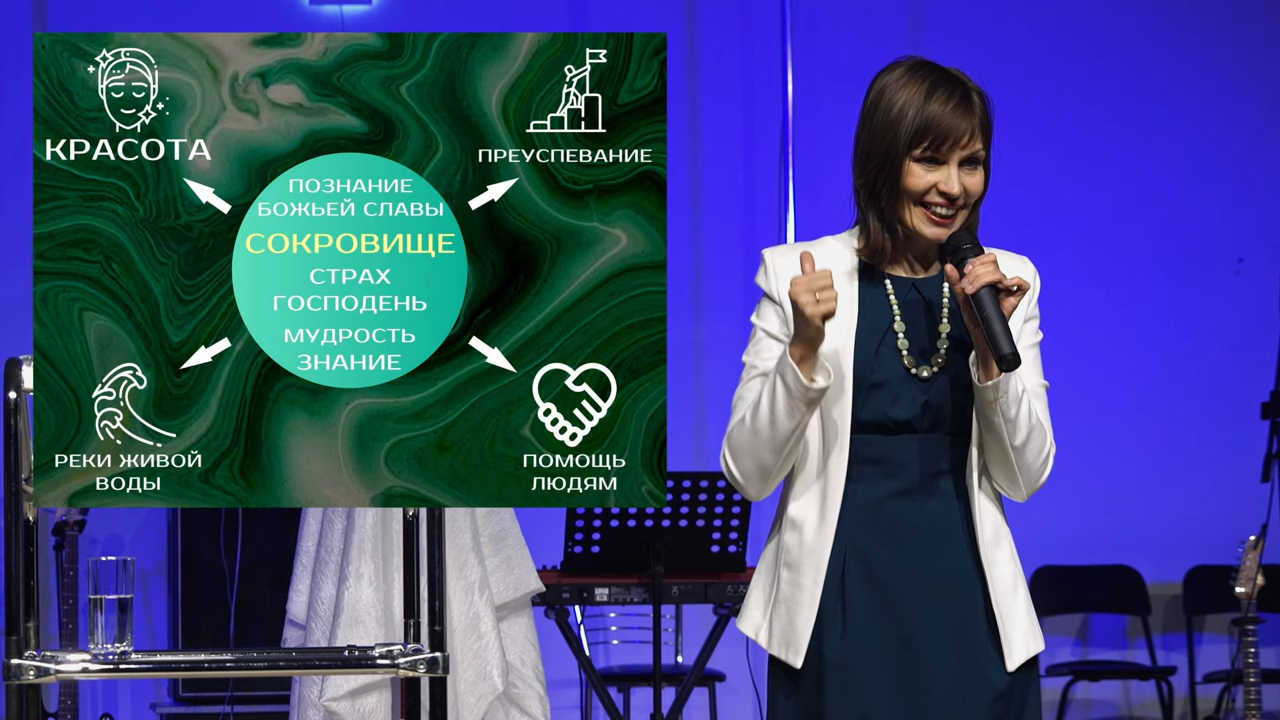 КРАСОТА
ПРЕУСПЕВАНИЕ
ПОЗНАНИЕ
БОЖЬЕЙ СЛАВЫ
СОКРОВИЩЕ
СТРАХ
ГОСПОДЕНЬ
МУДРОСТЬ
ЗНАНИЕ
РЕКИ ЖИВОЙ
ВОДЫ
ПОМОЩЬ
ЛЮДЯМ